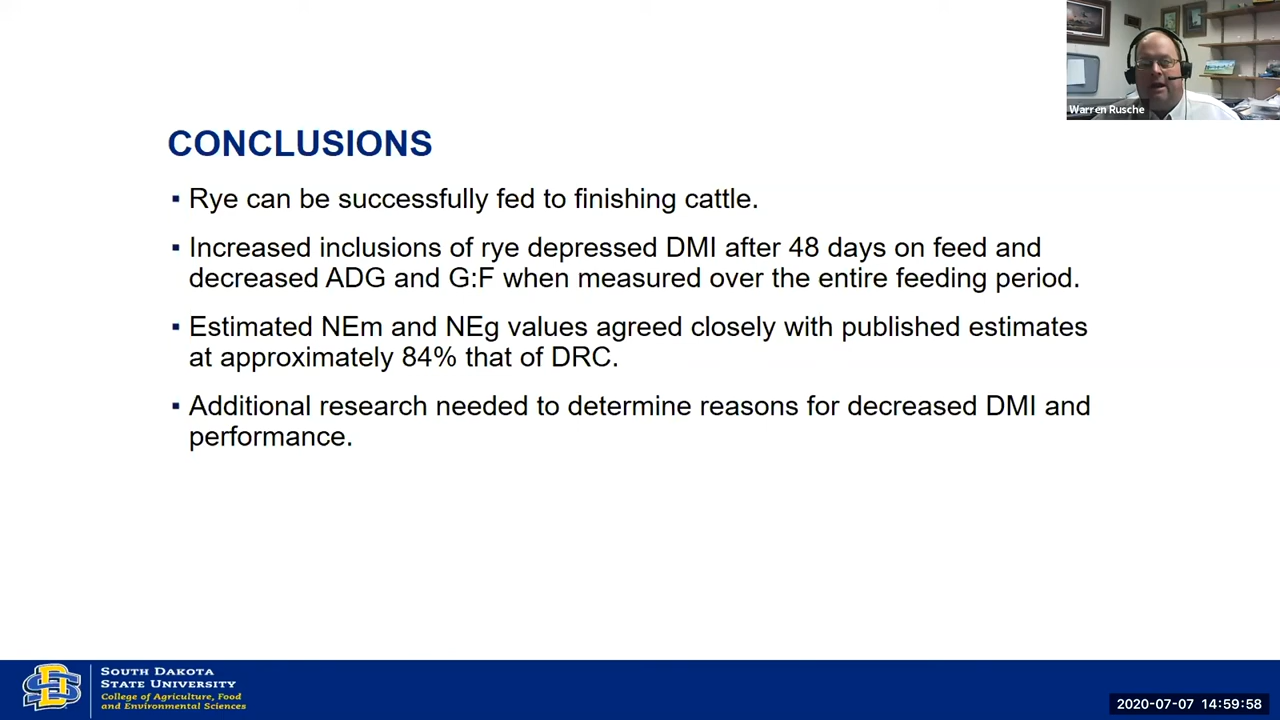 Warren Rusche
CONCLUSIONS
▪ Rye can be successfully fed to finishing cattle.
▪ Increased inclusions of rye depressed DMI after 48 days on feed and
decreased ADG and G:F when measured over the entire feeding period.
▪ Estimated NEm and NEg values agreed closely with published estimates
at approximately 84% that of DRC.
▪ Additional research needed to determine reasons for decreased DMI and
performance.
SOUTH DAKOTA
STATE UNIVERSITY
College of Agriculture, Food
and Environmental Sciences
2020-07-07 14:59:58